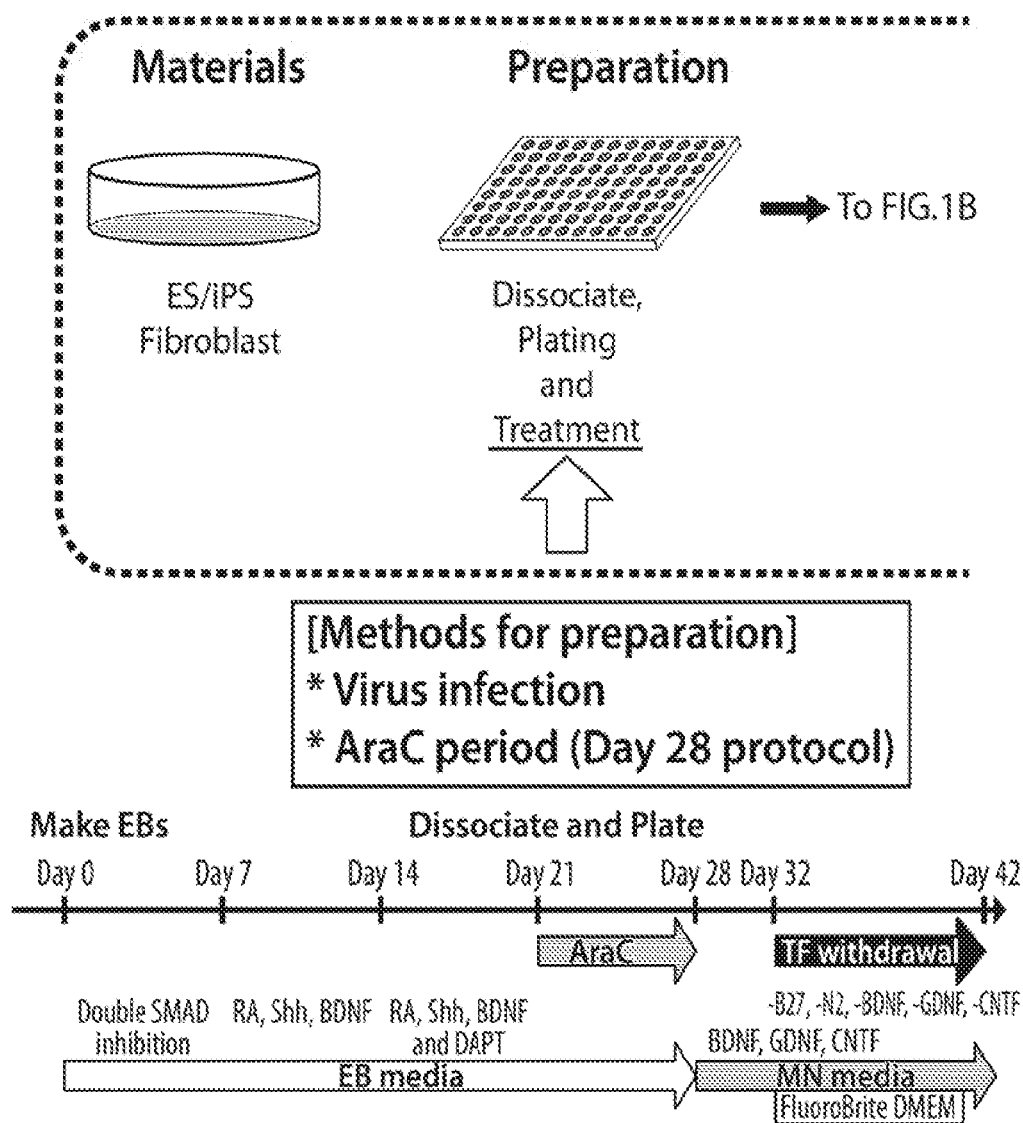 Materials
Preparation
To FIG.1B
ES/iPS
Fibroblast
Dissociate,
Plating
and
Treatment
[Methods for preparation]
* Virus infection
* AraC period (Day 28 protocol)
Make EBs
Dissociate and Plate
Day 0
Day 7
Day 14
Day 21
Day 28
Day 32
Day 42
AraC
TF withdrawal
-B27, -N2, -BDNF, -GDNF, -CNTF
Double SMAD
inhibition
RA, Shh, BDNF
RA, Shh, BDNF
and DAPT
BDNF, GDNF, CNTF
EB media
MN media
FluoroBrite DMEM